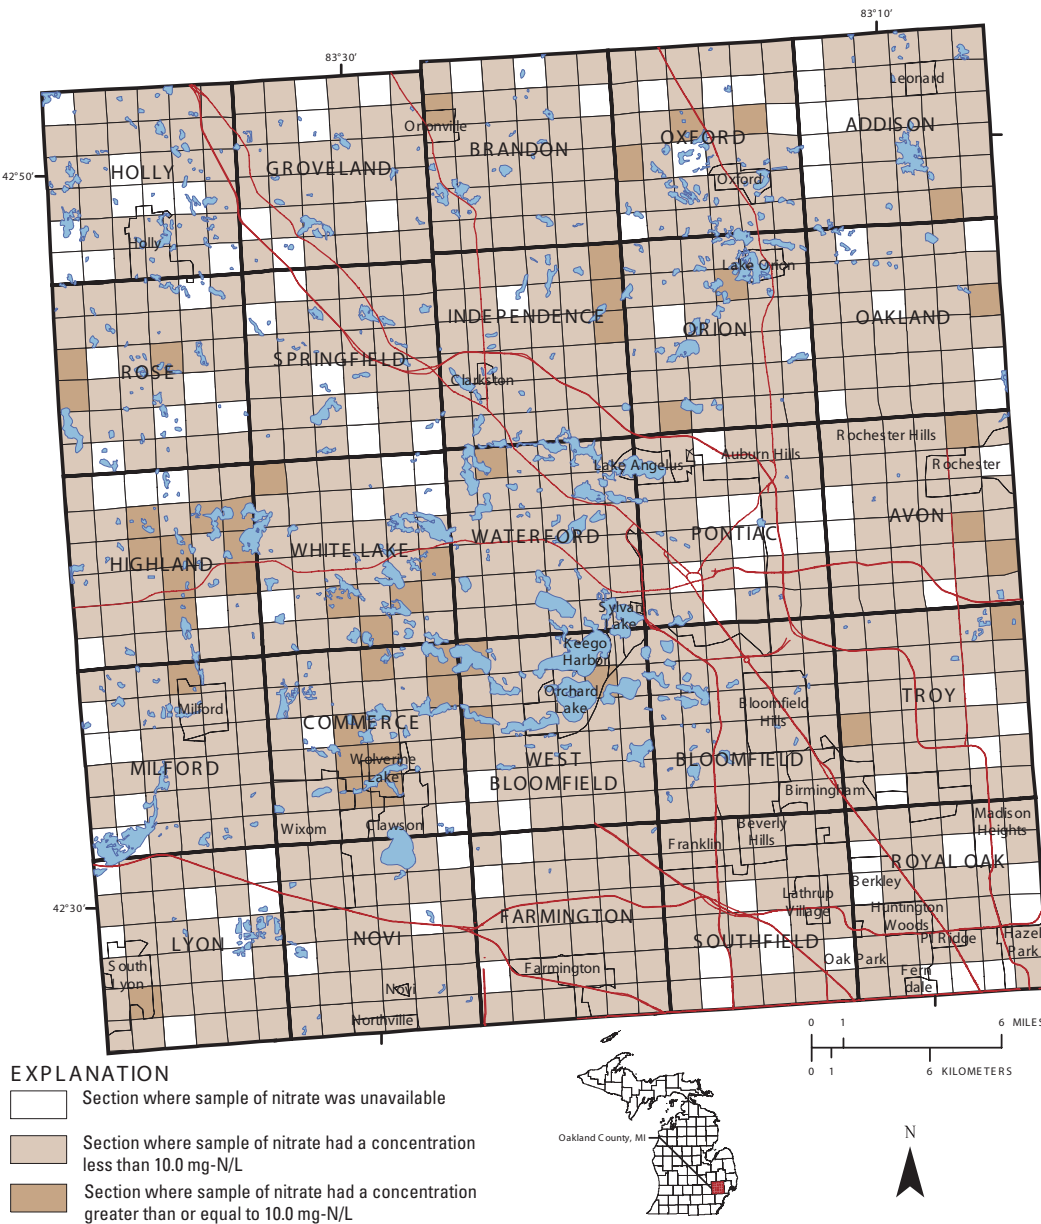 83°10'
83°30'
Leonard
Ortonville
ADDISON
OXFORD
BRANDON
GROVELAND
HOLLY
42°50'
Oxford
Holly
Lake Orion
INDEPENDENCE
OAKLAND
ORION
SPRINGFIELD
ROSE
Clarkston
Rochester Hills
Auburn Hills
Lake Angelus
Rochester
AVON
PONTIAC
WATERFORD
WHITE LAKE
HIGHLAND
Sylvan
Lake
Keego
Harbor
Orchard
Lake
TROY
Bloomfield
Hills
Milford
COMMERCE
WEST
BLOOMFIELD
BLOOMFIELD
Wolverine
Lake
MILFORD
Birmingham
Madison
Heights
Wixom
Clawson
Beverly
Hills
Franklin
ROYAL OAK
Berkley
Lathrup
Village
Huntington
Woods
42°30'
FARMINGTON
LYON
NOVI
SOUTHFIELD
Pl Ridge
Hazel
Park
Oak Park
South
Lyon
Farmington
Fern
dale
Novi
Northville
0 1 6 MILES
0 1 6 KILOMETERS
EXPLANATION
Section where sample of nitrate was unavailable
Section where sample of nitrate had a concentration
less than 10.0 mg-N/L
Section where sample of nitrate had a concentration
greater than or equal to 10.0 mg-N/L
Oakland County, MI
N